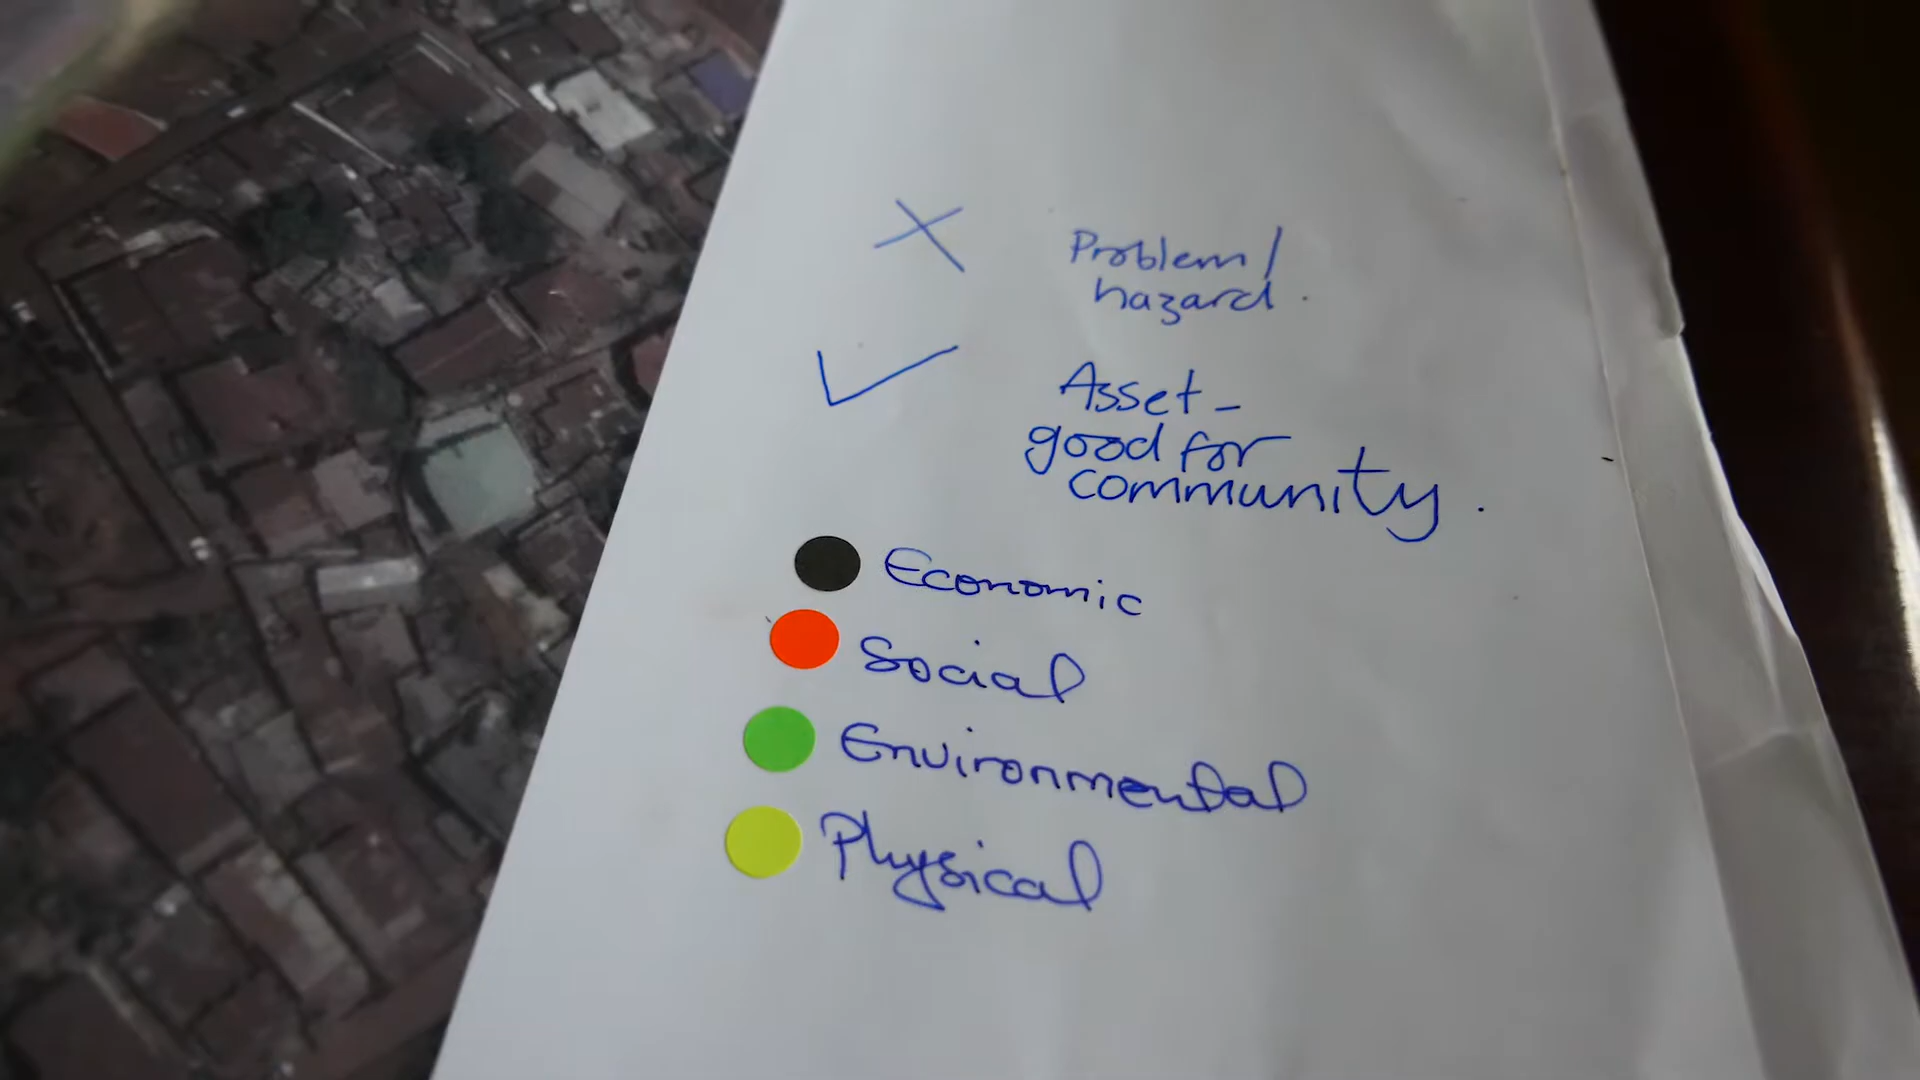 Problem/
hazard.
Asset -
good for
community.
Economic
Social
Environmental
Physical